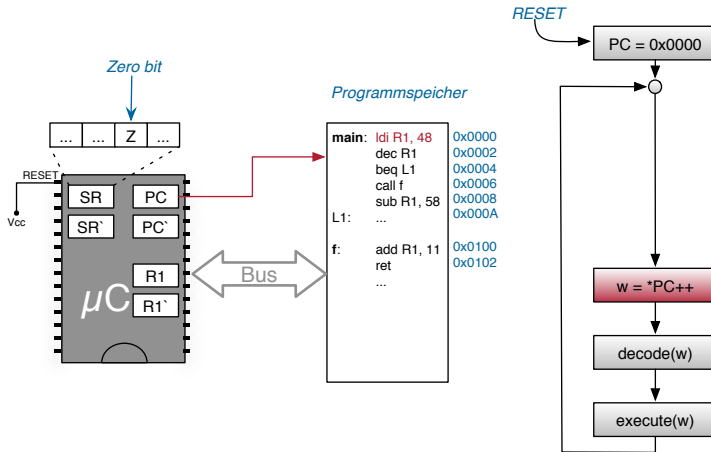 RESET
PC = 0x0000
Zero bit
Programmspeicher
... ... Z ...
main: ldi R1, 48 0x0000
dec R1 0x0002
beq L1 0x0004
call f 0x0006
sub R1, 58 0x0008
L1: ... 0x000A
f: add R1, 11 0x0100
ret 0x0102
...
RESET
Vcc
SR PC
SR` PC`
R1
R1`
µC
Bus
w = *PC++
decode(w)
execute(w)